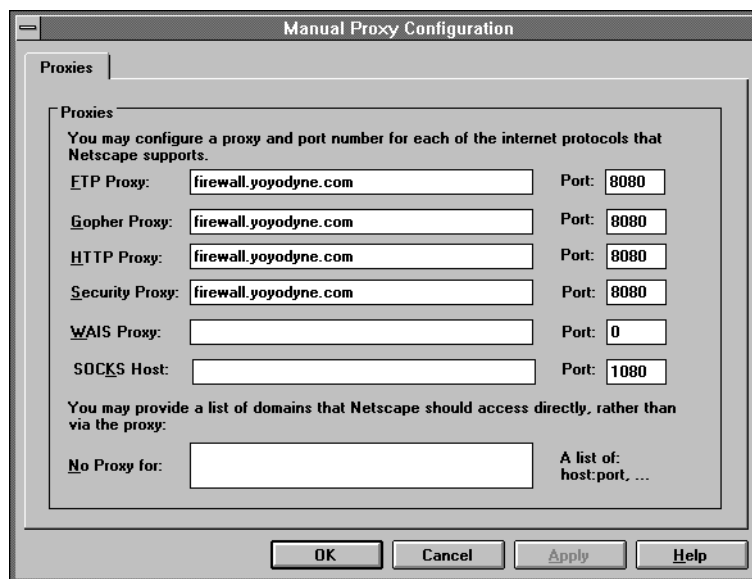 Manual Proxy Configuration
Proxies
Proxies
You may configure a proxy and port number for each of the internet protocols that
Netscape supports.
FTP Proxy: firewall.yoyodyne.com Port: 8080
Gopher Proxy: firewall.yoyodyne.com Port: 8080
HTTP Proxy: firewall.yoyodyne.com Port: 8080
Security Proxy: firewall.yoyodyne.com Port: 8080
WAIS Proxy: Port: 0
SOCKS Host: Port: 1080
You may provide a list of domains that Netscape should access directly, rather than
via the proxy:
No Proxy for: A list of:
host:port, ...
OK Cancel Apply Help